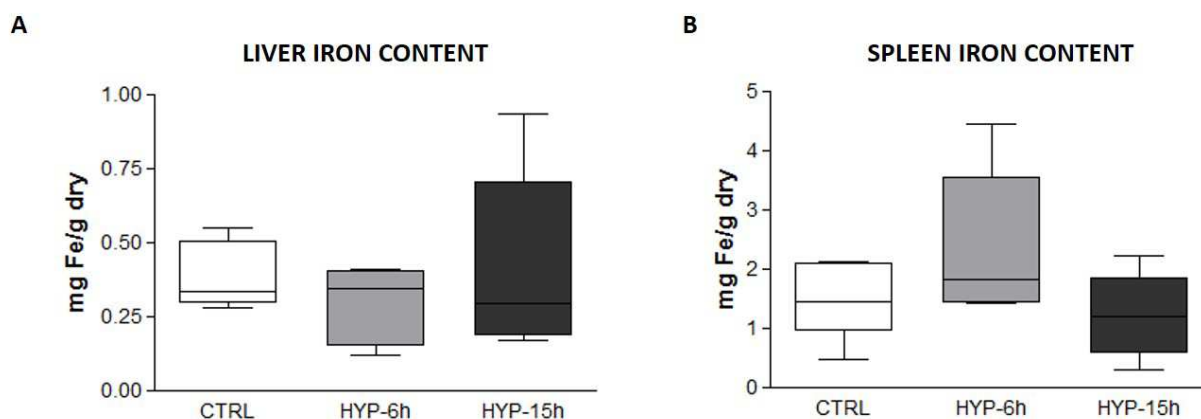 A
LIVER IRON CONTENT
mg Fe/g dry
1.00
0.75
0.50
0.25
0.00
CTRL HYP-6h HYP-15h
B
SPLEEN IRON CONTENT
mg Fe/g dry
5
4
3
2
1
0
CTRL HYP-6h HYP-15h